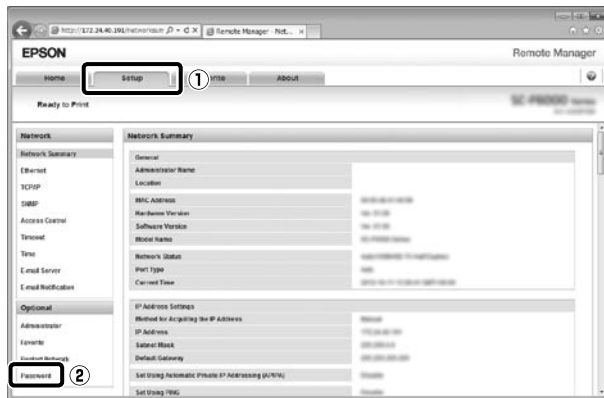 Remote Manager - Net...
EPSON
Remote Manager
Home
Setup
About
①
Ready to Print
Network
Network Summary
Ethernet
TCP/IP
SNMP
Access Control
Timeout
Time
E-mail Server
E-mail Notification
Optional
Administrator
Favorite
Password
②
Network Summary
General
Administrator Name
Location
MAC Address
Hardware Version
Software Version
Model Name
Network Status
Port Type
Current Time
IP Address Settings
Method for Acquiring the IP Address
IP Address
Subnet Mask
Default Gateway
Set Using Automatic Private IP Addressing (APIPA)
Set Using PING